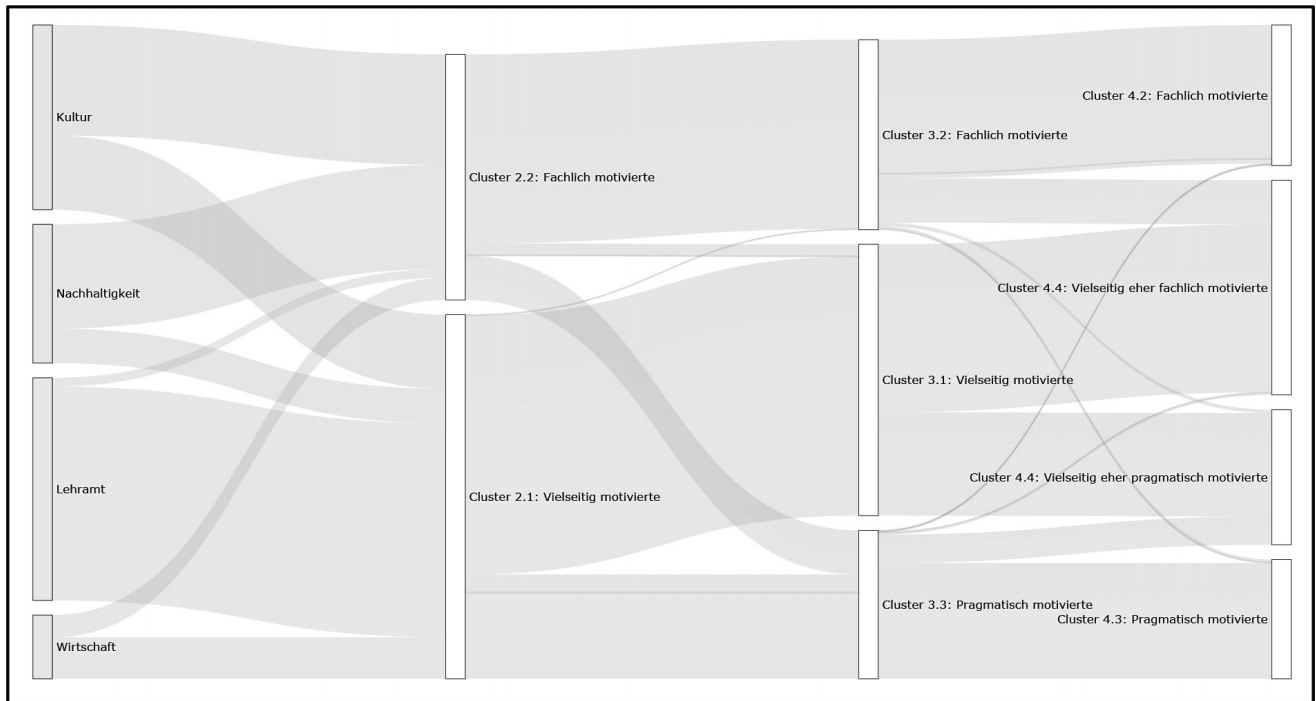 Kultur
Nachhaltigkeit
Lehramt
Wirtschaft
Cluster 2.2: Fachlich motivierte
Cluster 2.1: Vielseitig motivierte
Cluster 3.2: Fachlich motivierte
Cluster 3.1: Vielseitig motivierte
Cluster 3.3: Pragmatisch motivierte
Cluster 4.2: Fachlich motivierte
Cluster 4.4: Vielseitig eher fachlich motivierte
Cluster 4.4: Vielseitig eher pragmatisch motivierte
Cluster 4.3: Pragmatisch motivierte